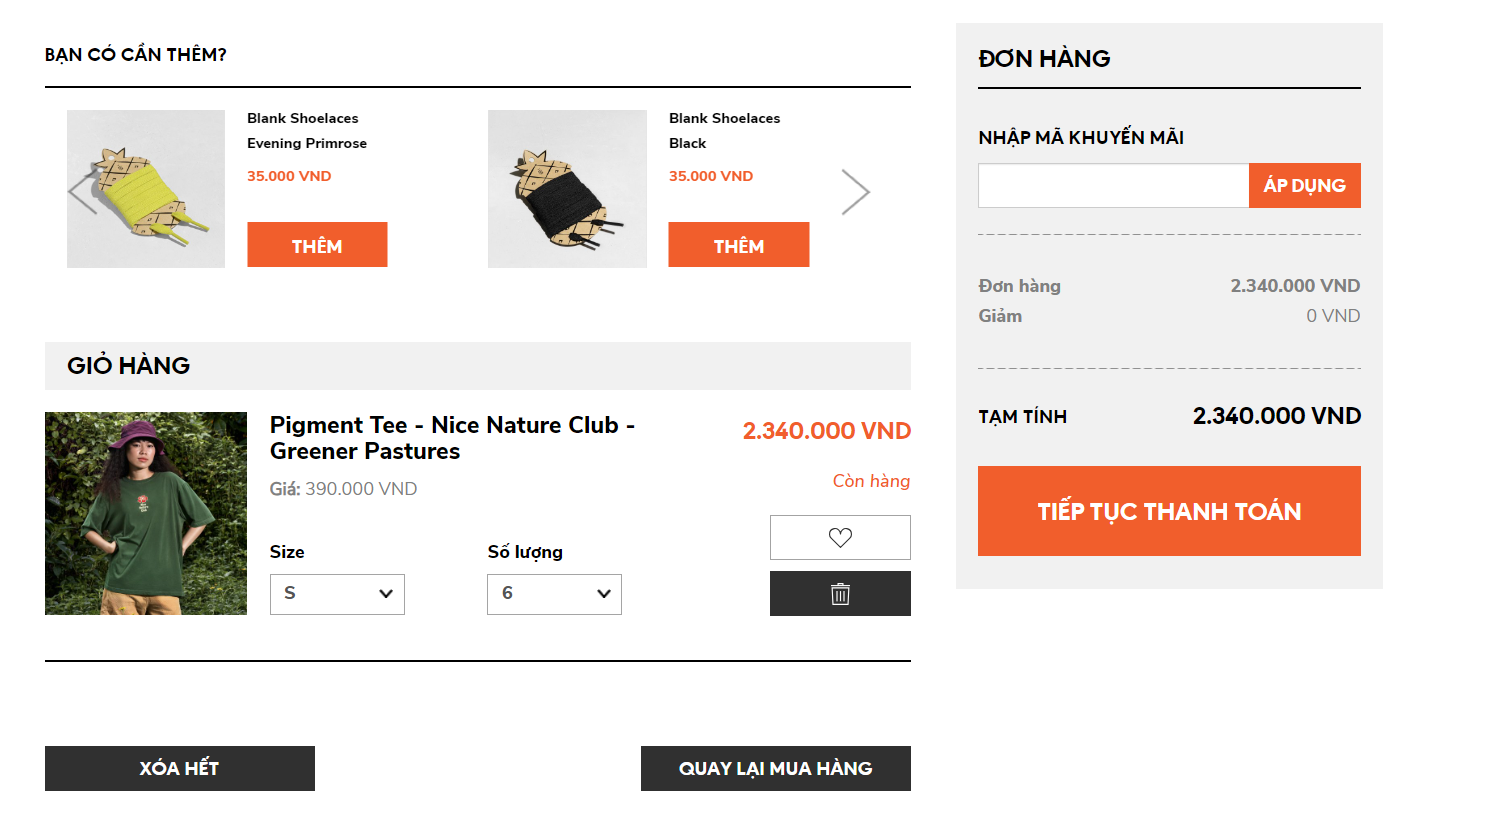 BẠN CÓ CẦN THÊM?
Blank Shoelaces
Evening Primrose
35.000 VND
THÊM
Blank Shoelaces
Black
35.000 VND
THÊM
GIỎ HÀNG
Pigment Tee - Nice Nature Club -
Greener Pastures
Giá: 390.000 VND
Size
S
Số lượng
6
2.340.000 VND
Còn hàng
XÓA HẾT
QUAY LẠI MUA HÀNG
ĐƠN HÀNG
NHẬP MÃ KHUYẾN MÃI
ÁP DỤNG
Đơn hàng 2.340.000 VND
Giảm 0 VND
TẠM TÍNH 2.340.000 VND
TIẾP TỤC THANH TOÁN